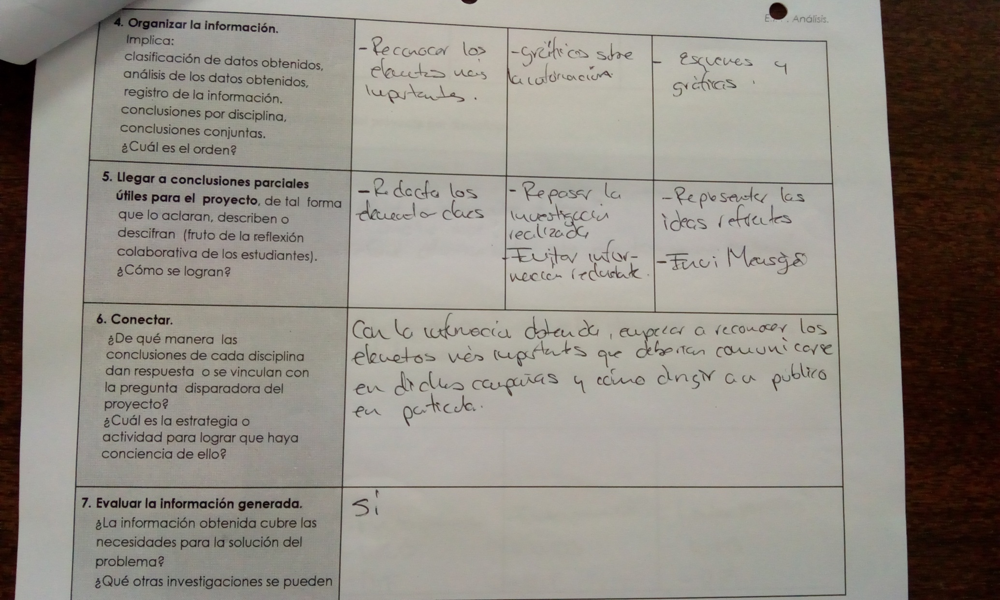 E. . Análisis.
4. Organizar la información.
Implica:
clasificación de datos obtenidos,
análisis de los datos obtenidos,
registro de la información.
conclusiones por disciplina,
conclusiones conjuntas.
¿Cuál es el orden?
- Reconocer los
elementos más
importantes.
- gráficos sobre
la información.
- esquemas y
gráficas.
5. Llegar a conclusiones parciales
útiles para el proyecto, de tal forma
que lo aclaran, describen o
descifran (fruto de la reflexión
colaborativa de los estudiantes).
¿Cómo se logran?
- Redacta los
claes
- Repasar la
investigación
realizada
- Evitar infor-
mación redundante.
- Representar las
ideas referentes
-
6. Conectar.
¿De qué manera las
conclusiones de cada disciplina
dan respuesta o se vinculan con
la pregunta disparadora del
proyecto?
¿Cuál es la estrategia o
actividad para lograr que haya
conciencia de ello?
Con la información obtenida, empezar a reconocer los
elementos más importantes que deberían comunicarse
en dichas campañas y cómo dirigir a un público
en particular.
7. Evaluar la información generada.
¿La información obtenida cubre las
necesidades para la solución del
problema?
¿Qué otras investigaciones se pueden
Sí